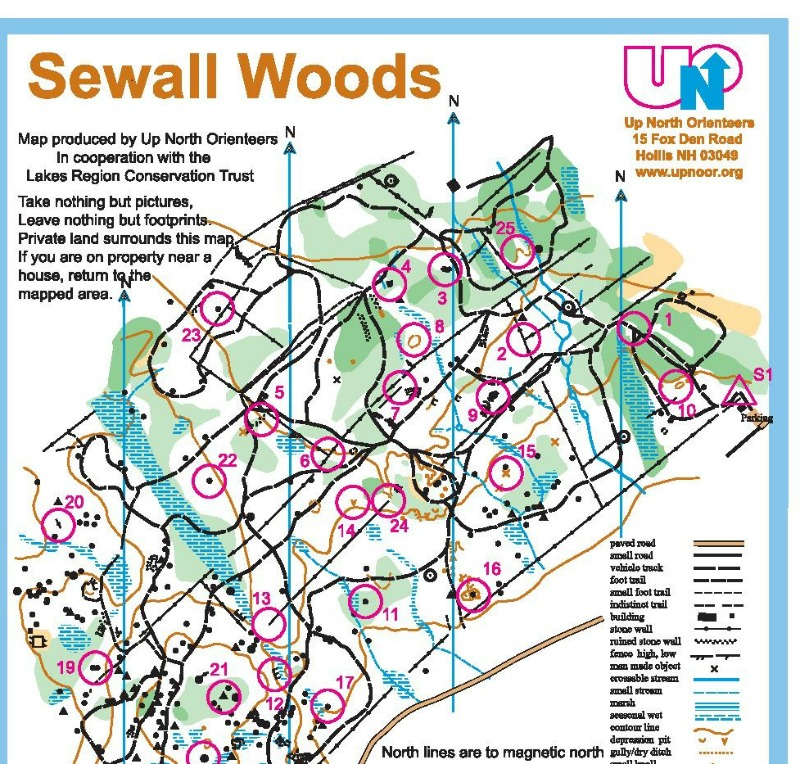 Sewall Woods
UNO
Up North Orienteers
15 Fox Den Road
Hollis NH 03049
www.upnoor.org
Map produced by Up North Orienteers
In cooperation with the
Lakes Region Conservation Trust
Take nothing but pictures,
Leave nothing but footprints.
Private land surrounds this map
If you are on property near a
house, return to the
mapped area.
N
N
N
N
25
4
3
23
8
1
2
S1
5
7
9
10
Parking
6
15
22
20
14
24
16
13
11
19
21
12
17
paved road
small road
vehicle track
foot trail
small foot trail
indistinct trail
building
stone wall
ruined stone wall
fence high, low
man made object
crossable stream
small stream
marsh
seasonal wet
contour line
depression pit
gully/dry ditch
small knoll
North lines are to magnetic north